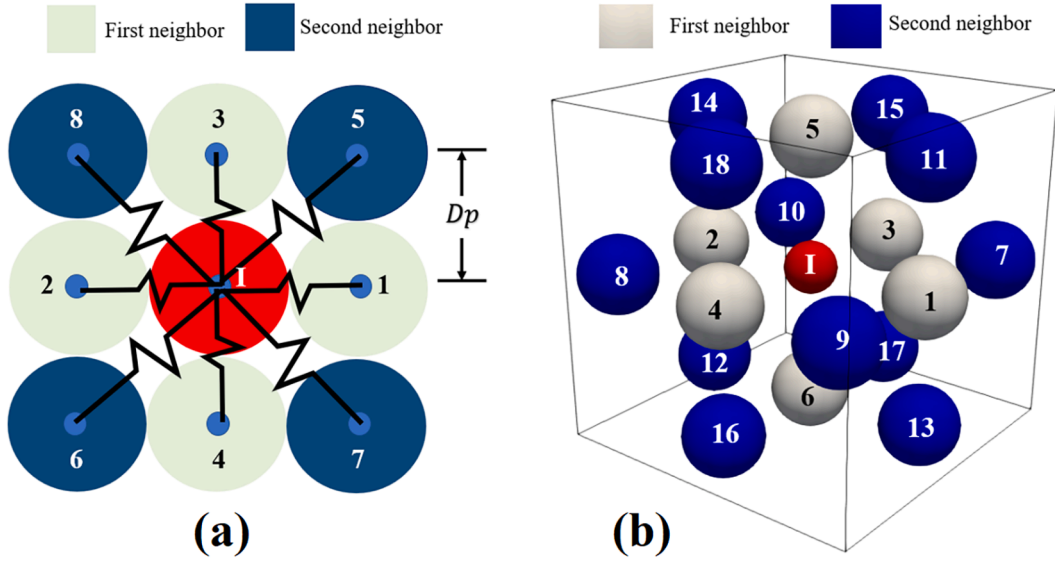 First neighbor Second neighbor
8 3 5
Dp
2 I 1
6 4 7
(a)
First neighbor Second neighbor
14 5 15
18 11
10
2 3
8 I 7
4 1
12 9 17
6
16 13
(b)